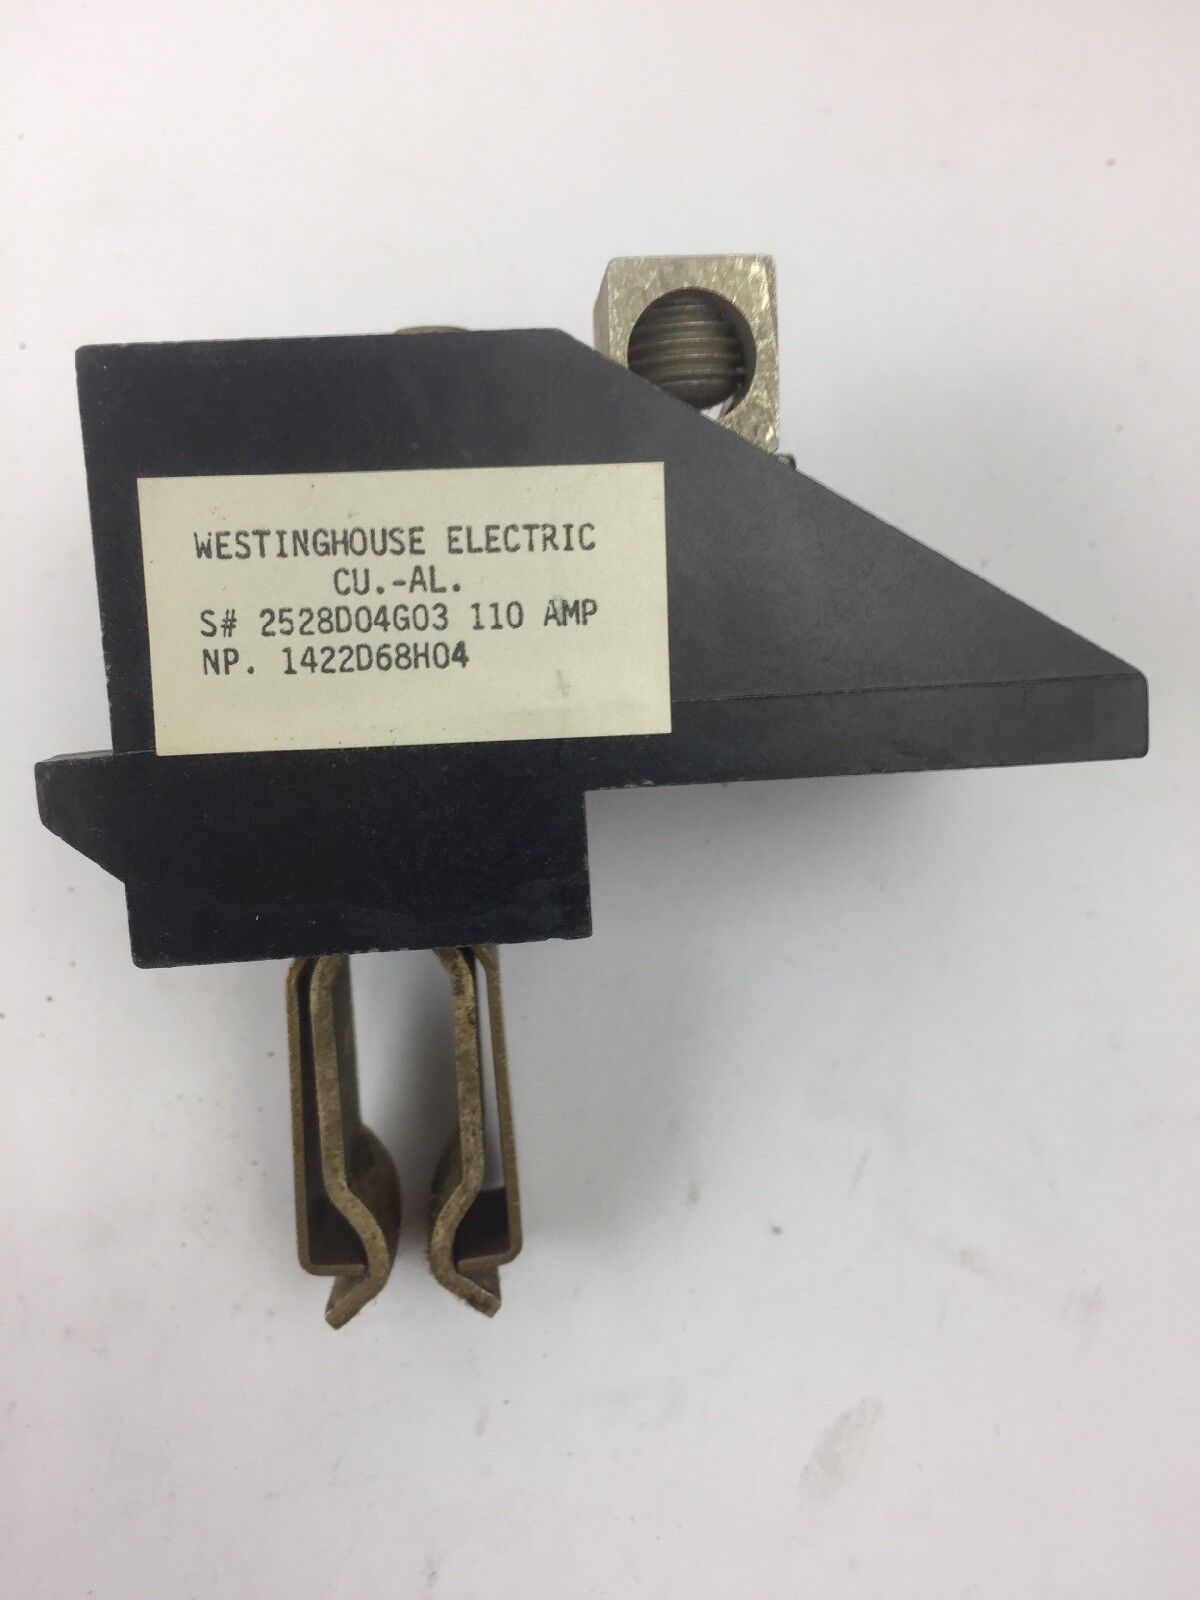 WESTINGHOUSE ELECTRIC
CU.-AL.
S# 2528D04G03 110 AMP
NP. 1422D68H04